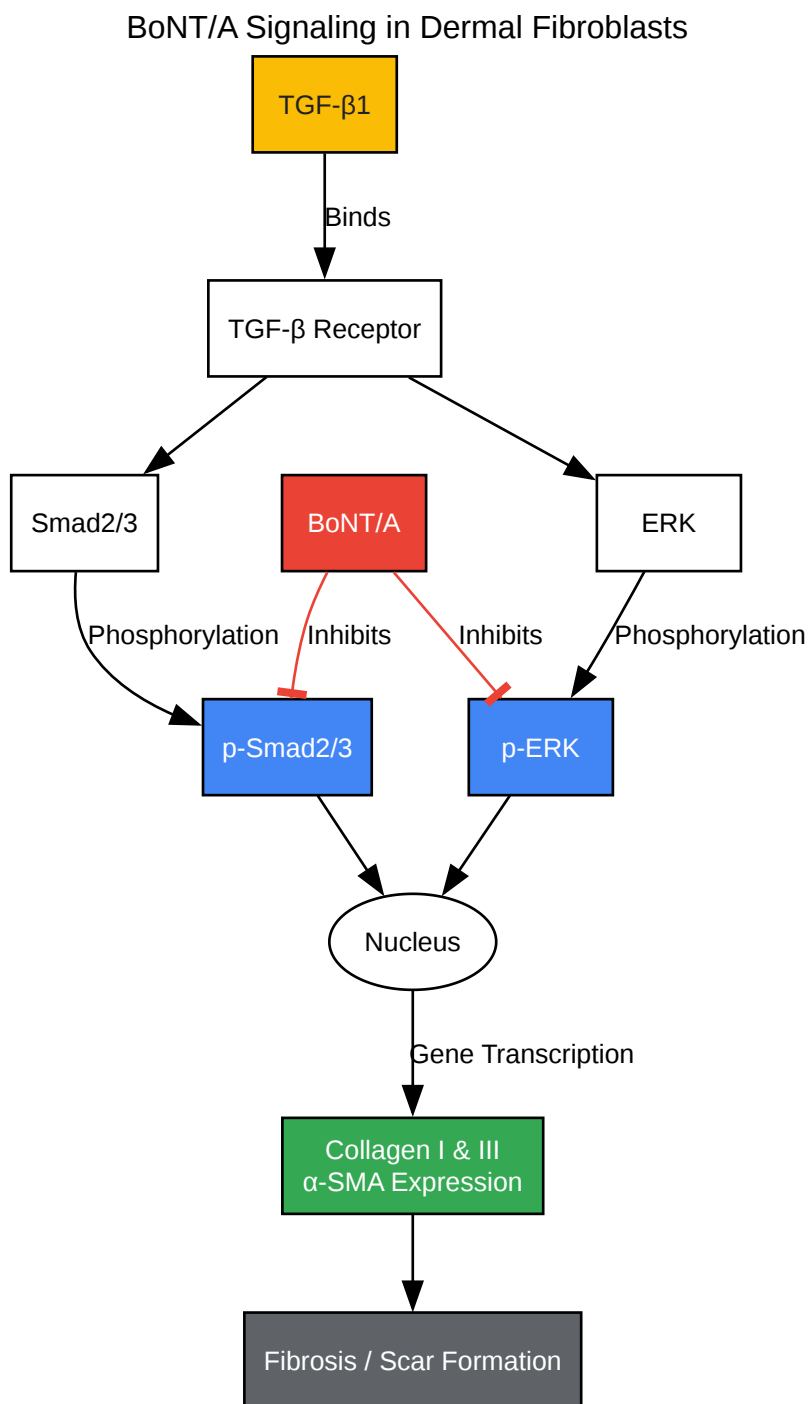 BoNT/A Signaling in Dermal Fibroblasts
TGF-β1
Binds
TGF-β Receptor
Smad2/3
BoNT/A
ERK
Phosphorylation
Inhibits
Inhibits
Phosphorylation
p-Smad2/3
p-ERK
Nucleus
Gene Transcription
Collagen I & III
α-SMA Expression
Fibrosis / Scar Formation